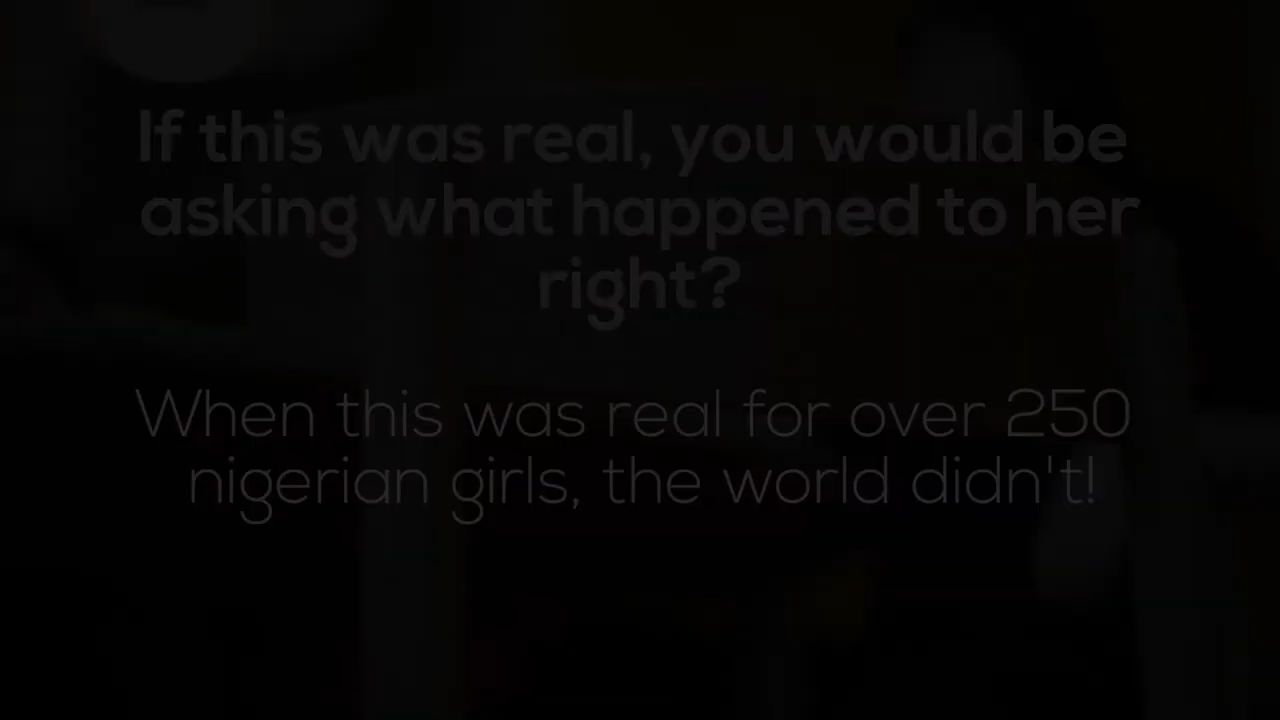 If this was real, you would be
asking what happened to her
right?
When this was real for over 250
nigerian girls, the world didn't!